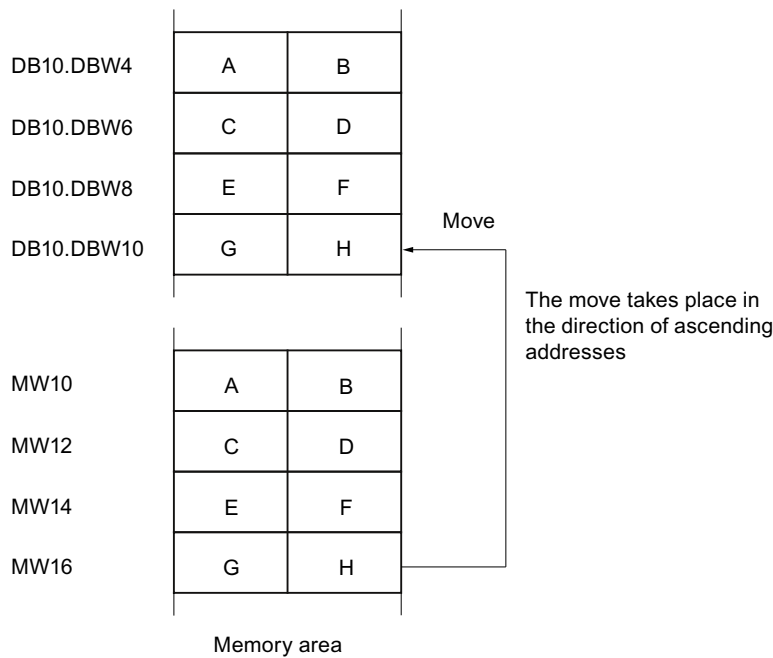 DB10.DBW4 A B
DB10.DBW6 C D
DB10.DBW8 E F
DB10.DBW10 G H
Move
The move takes place in
the direction of ascending
addresses
MW10 A B
MW12 C D
MW14 E F
MW16 G H
Memory area